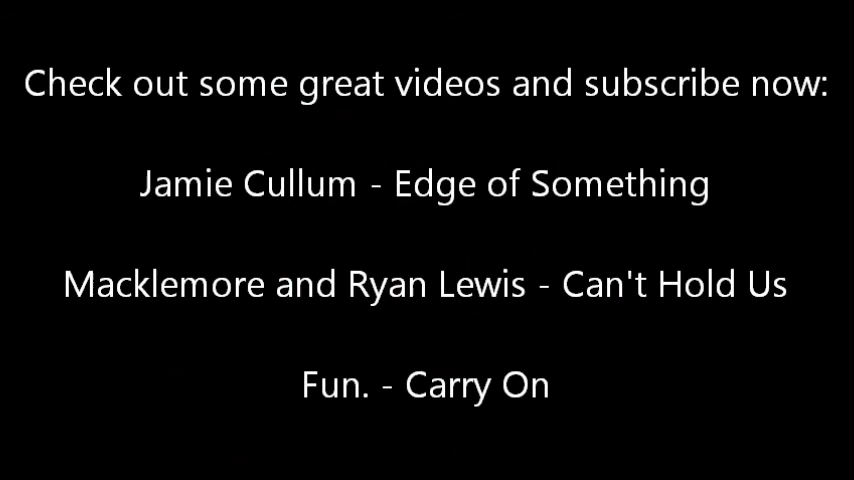 Check out some great videos and subscribe now:
Jamie Cullum - Edge of Something
Macklemore and Ryan Lewis - Can't Hold Us
Fun. - Carry On